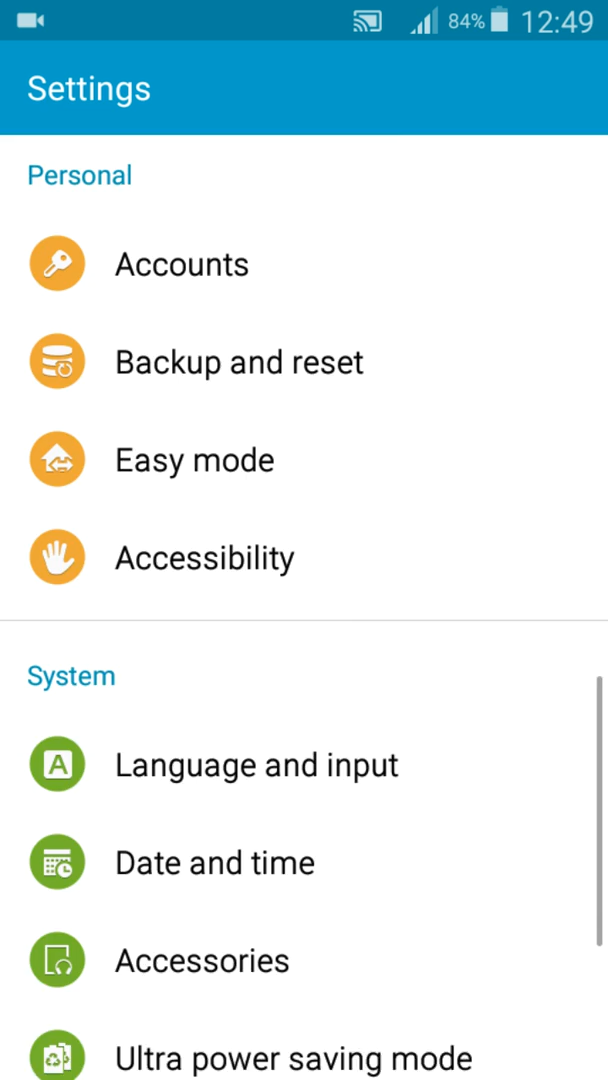 84% 12:49
Settings
Personal
Accounts
Backup and reset
Easy mode
Accessibility
System
A Language and input
Date and time
Accessories
Ultra power saving mode